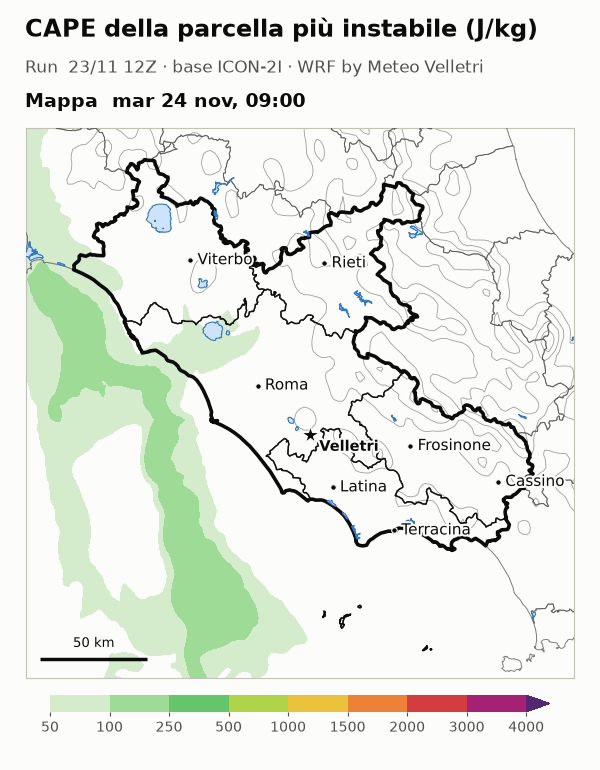 CAPE della parcella più instabile (J/kg)
Run  23/11 12Z · base ICON-2I · WRF by Meteo Velletri
Mappa  mar 24 nov, 09:00
Viterbo
Rieti
Roma
Velletri
Frosinone
Cassino
Latina
Terracina
50 km
50 100 250 500 1000 1500 2000 3000 4000